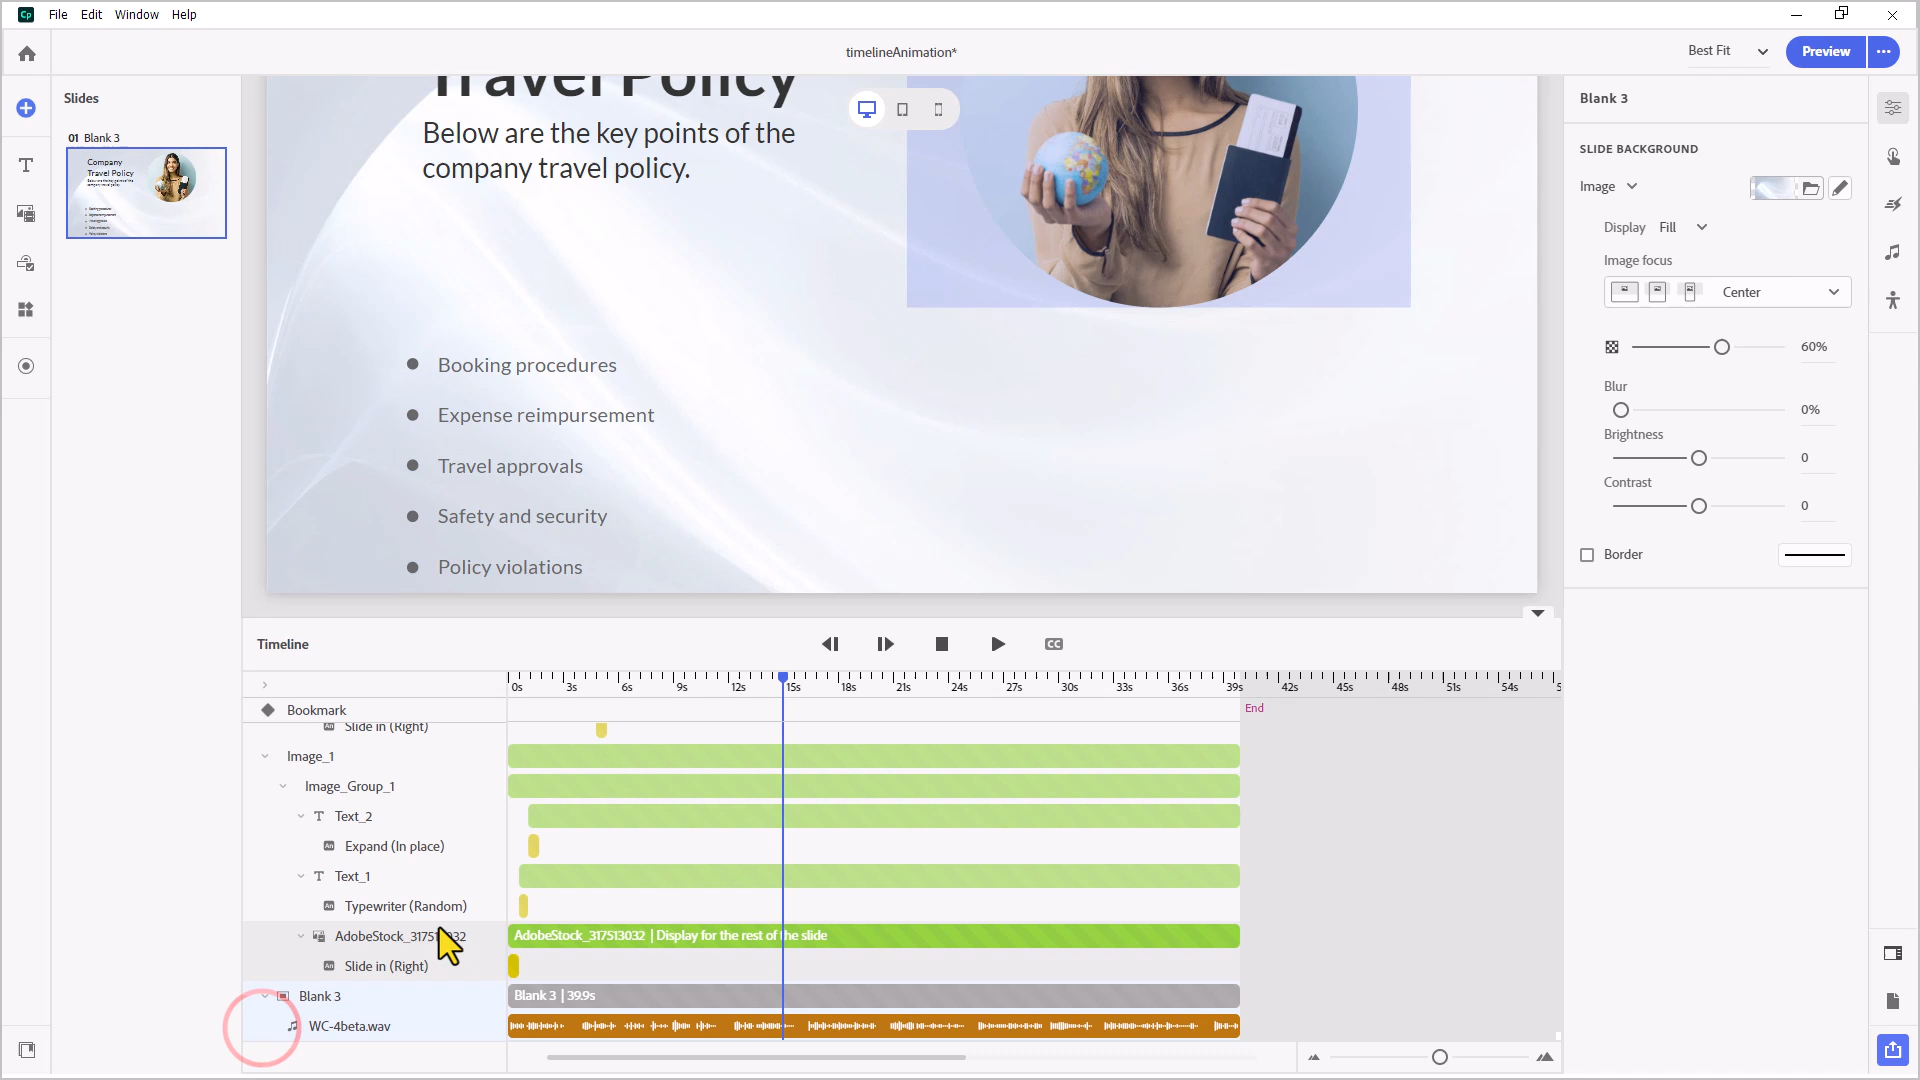 Cp File Edit Window Help
timelineAnimation*
Best Fit
Preview
Slides
01 Blank 3
Company
Travel Policy
Travel Policy
Below are the key points of the
company travel policy.
Booking procedures
Expense reimpursement
Travel approvals
Safety and security
Policy violations
Blank 3
SLIDE BACKGROUND
Image
Display Fill
Image focus
Center
60%
Blur
0%
Brightness
0
Contrast
0
Border
Timeline
CC
0s 3s 6s 9s 12s 15s 18s 21s 24s 27s 30s 33s 36s 39s 42s 45s 48s 51s 54s
Bookmark
End
Slide in (Right)
Image_1
Image_Group_1
Text_2
Expand (In place)
Text_1
Typewriter (Random)
AdobeStock_317513032
AdobeStock_317513032 | Display for the rest of the slide
Slide in (Right)
Blank 3
Blank 3 | 39.9s
WC-4beta.wav